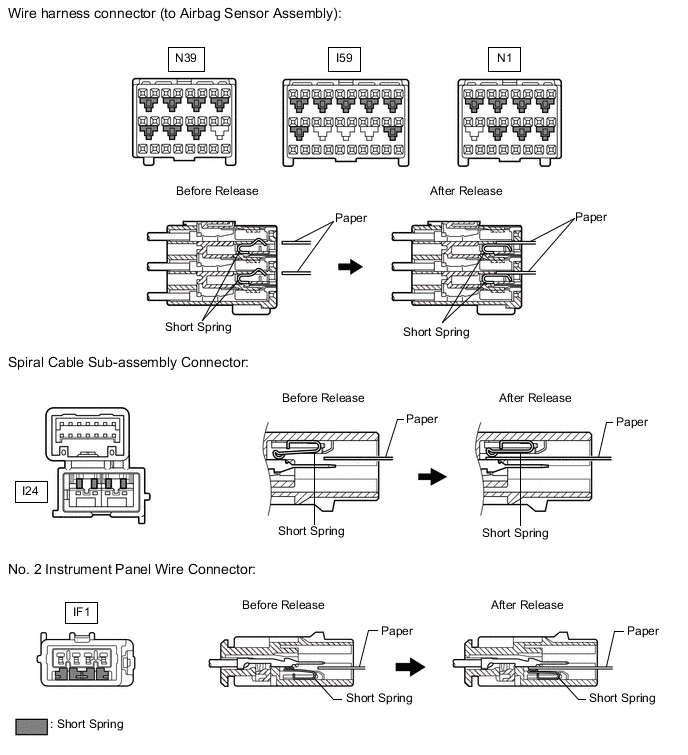 Wire harness connector (to Airbag Sensor Assembly):
N39
I59
N1
Before Release
After Release
Paper
Paper
Short Spring
Short Spring
Spiral Cable Sub-assembly Connector:
Before Release
After Release
Paper
Paper
I24
Short Spring
Short Spring
No. 2 Instrument Panel Wire Connector:
IF1
Before Release
After Release
Paper
Paper
Short Spring
Short Spring
: Short Spring